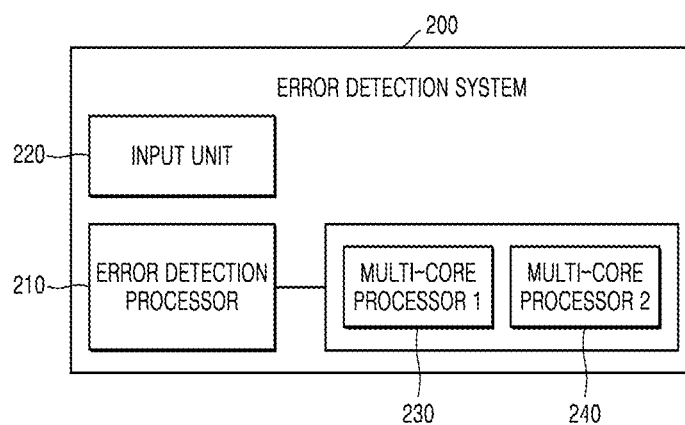 200
ERROR DETECTION SYSTEM
220
INPUT UNIT
210
ERROR DETECTION
PROCESSOR
MULTI-CORE
PROCESSOR 1
MULTI-CORE
PROCESSOR 2
230
240